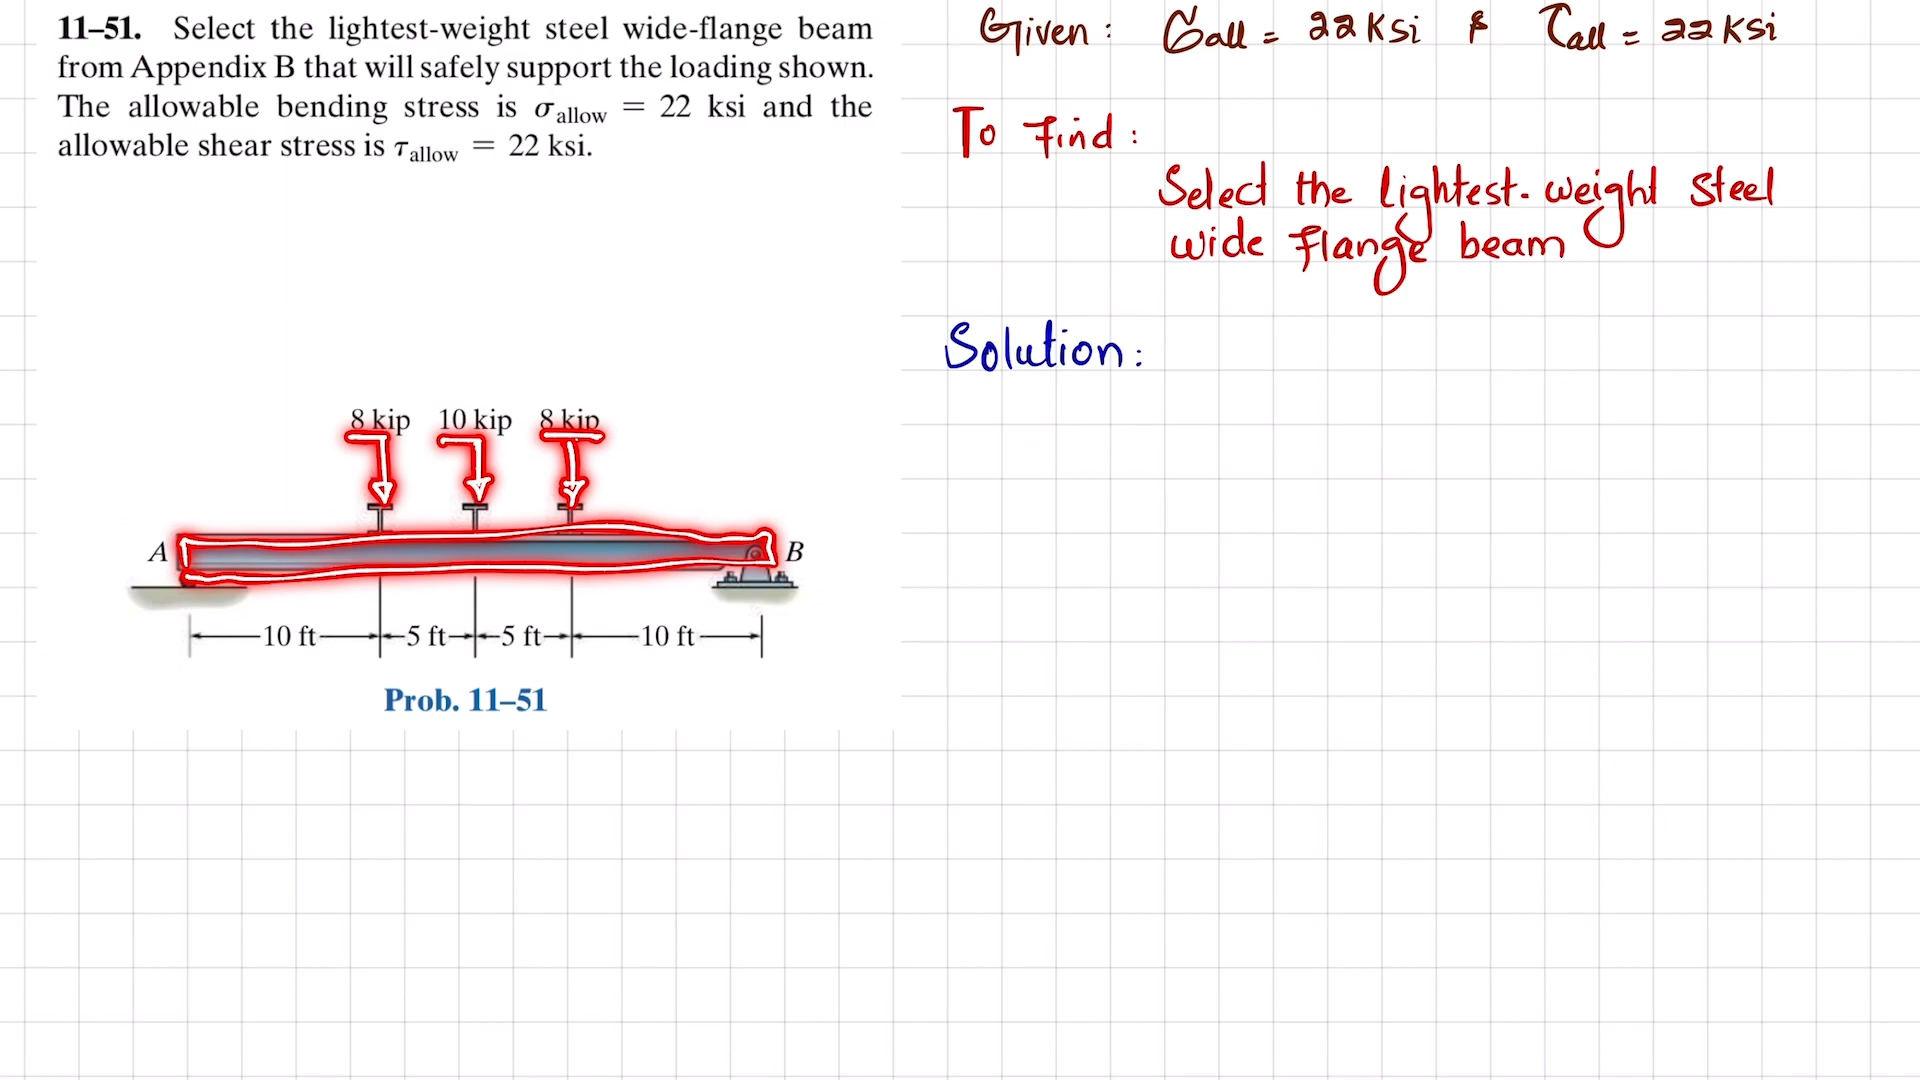 11–51. Select the lightest-weight steel wide-flange beam
from Appendix B that will safely support the loading shown.
The allowable bending stress is σallow = 22 ksi and the
allowable shear stress is τallow = 22 ksi.
8 kip 10 kip 8 kip
A B
10 ft 5 ft 5 ft 10 ft
Prob. 11–51
Given: σall = 22 Ksi & τall = 22 Ksi
To Find:
Select the lightest-weight steel
wide flange beam
Solution: